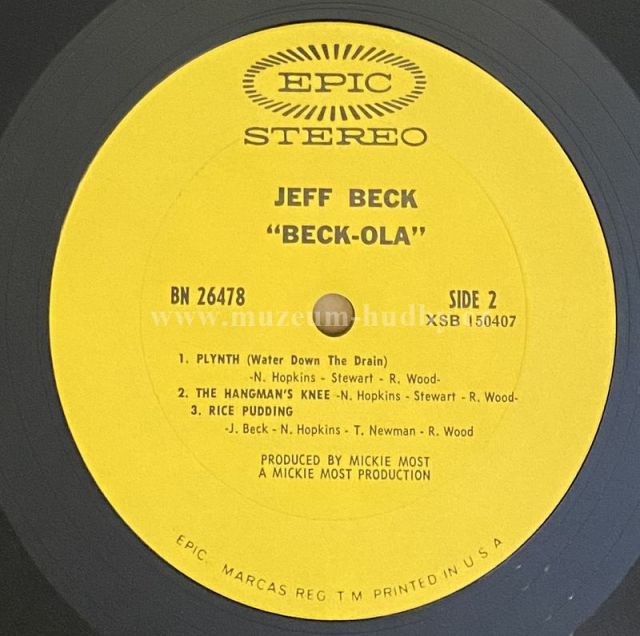 EPIC
STEREO
JEFF BECK
"BECK-OLA"
BN 26478
SIDE 2
XSB 150407
www.muzeum-hudby.cz
1. PLYNTH (Water Down The Drain)
-N. Hopkins - Stewart - R. Wood-
2. THE HANGMAN'S KNEE -N. Hopkins - Stewart - R. Wood-
3. RICE PUDDING
-J. Beck - N. Hopkins - T. Newman - R. Wood
PRODUCED BY MICKIE MOST
A MICKIE MOST PRODUCTION
EPIC. MARCAS REG. T M PRINTED IN U S A